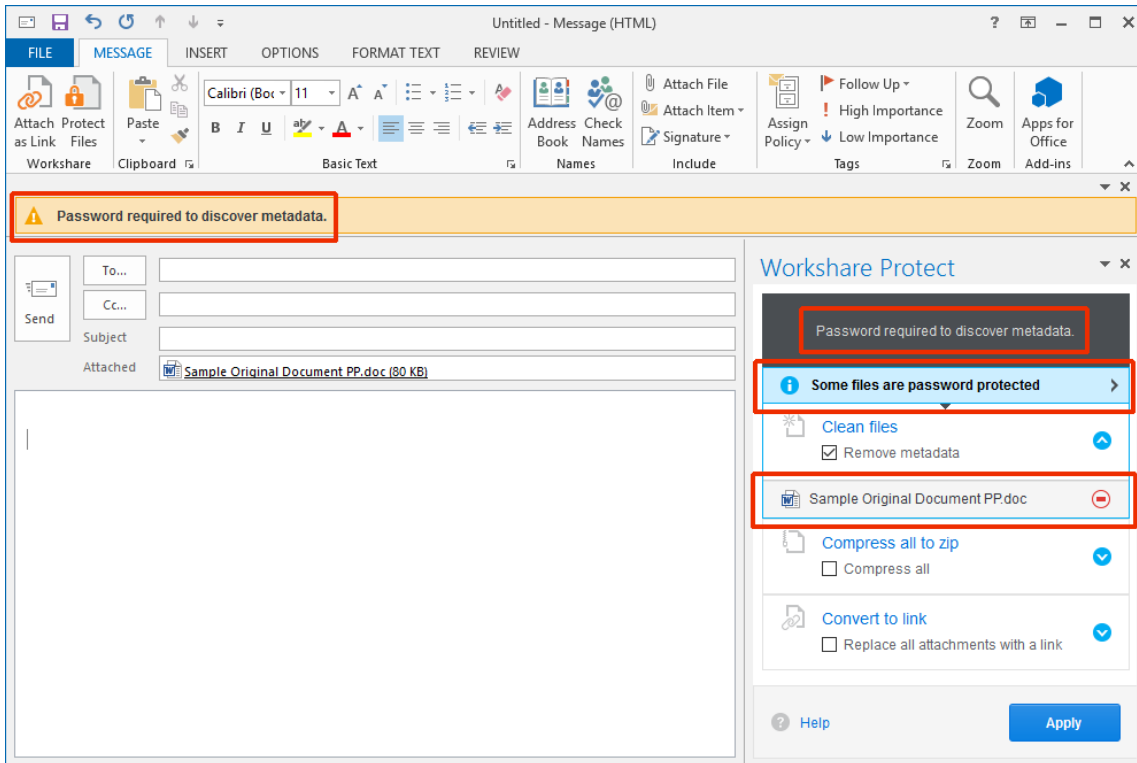 Untitled - Message (HTML)
?
FILE MESSAGE INSERT OPTIONS FORMAT TEXT REVIEW
Attach as Link
Protect Files
Workshare
Paste
Clipboard
Calibri (Boc 11 A A
B I U aby A
Basic Text
Address Book
Check Names
Names
Attach File
Attach Item
Signature
Include
Assign Policy
Follow Up
High Importance
Low Importance
Tags
Zoom
Zoom
Apps for Office
Add-ins
Password required to discover metadata.
Send
To...
Cc...
Subject
Attached
Sample Original Document PP.doc (80 KB)
Workshare Protect
Password required to discover metadata.
Some files are password protected
Clean files
Remove metadata
Sample Original Document PP.doc
Compress all to zip
Compress all
Convert to link
Replace all attachments with a link
? Help
Apply